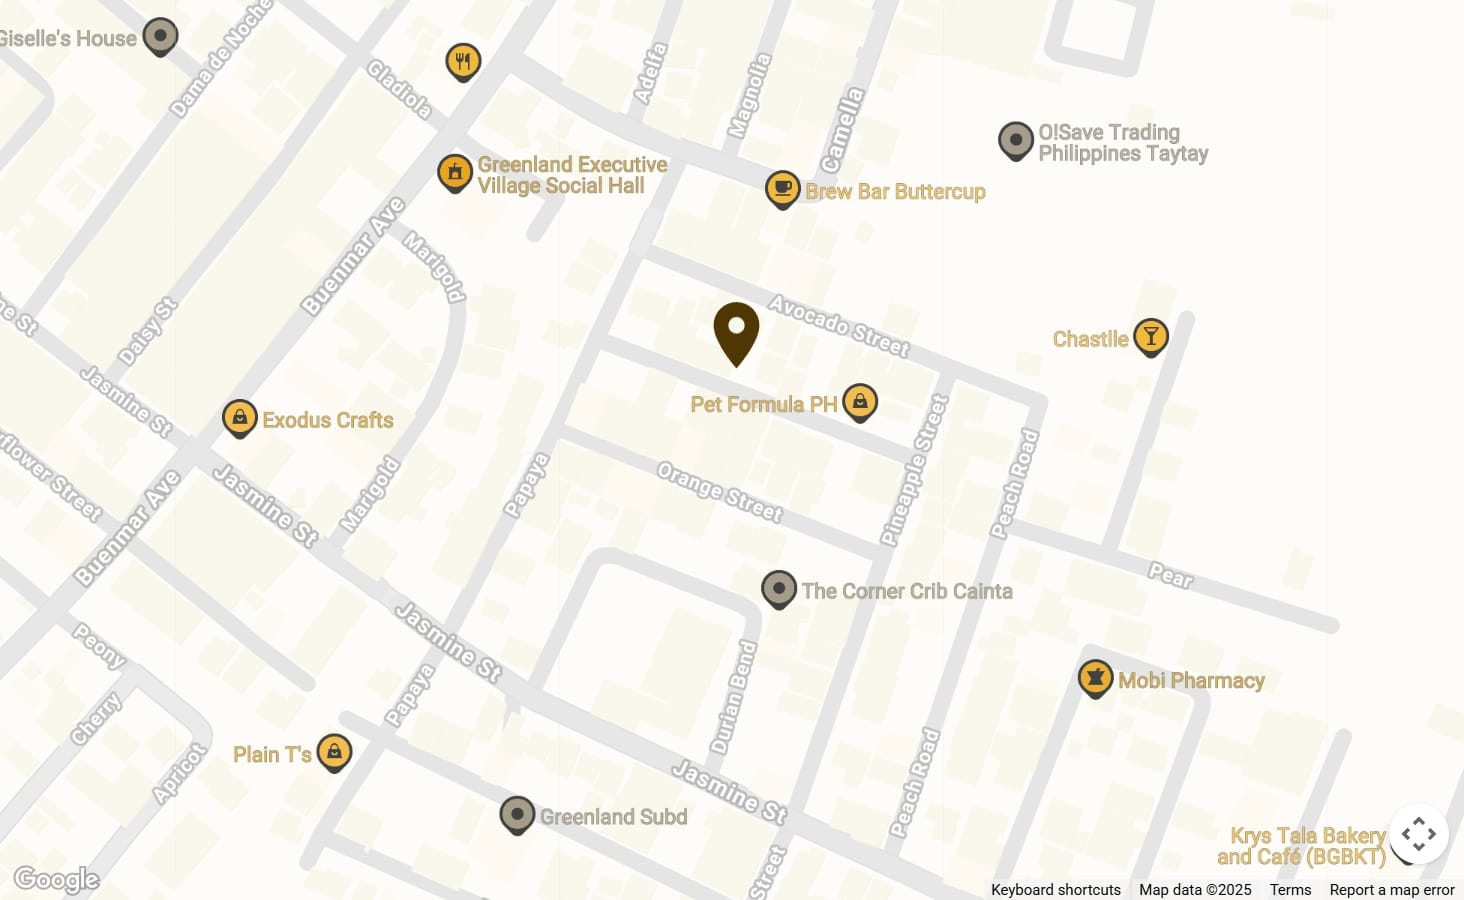 Giselle's House
Dama de Noche
Gladiola
Adelfa
Magnolia
Camella
O!Save Trading
Philippines Taytay
Greenland Executive
Village Social Hall
Brew Bar Buttercup
Buenmar Ave
Marigold
Daisy St
Avocado Street
Chastile
Jasmine St
Exodus Crafts
Pet Formula PH
Marigold
Papaya
Orange Street
Pineapple Street
Peach Road
Jasmine St
Buenmar Ave
Pear
The Corner Crib Cainta
Peony
Jasmine St
Papaya
Durian Bend
Mobi Pharmacy
Cherry
Apricot
Plain T's
Jasmine St
Peach Road
Greenland Subd
Krys Tala Bakery
and Café (BGBKT)
Street
Google
Keyboard shortcuts
Map data ©2025
Terms
Report a map error